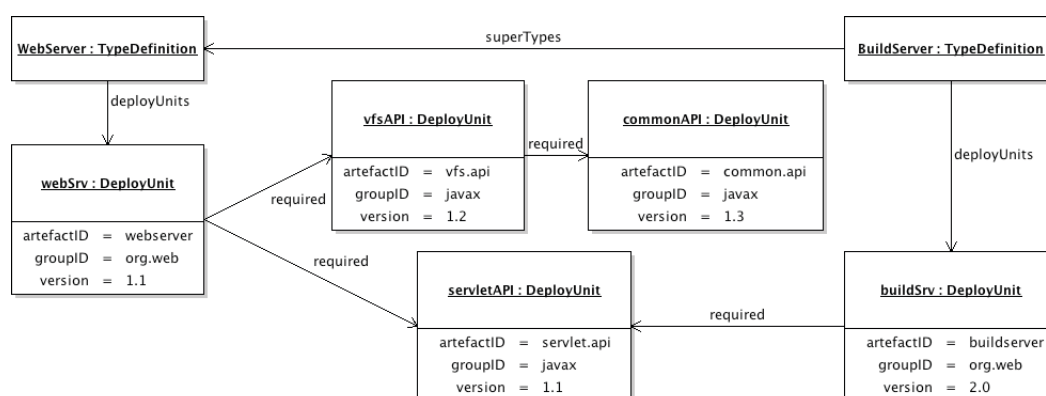 WebServer : TypeDefinition
superTypes
BuildServer : TypeDefinition
deployUnits
vfsAPI : DeployUnit
artefactID = vfs.api
groupID = javax
version = 1.2
required
commonAPI : DeployUnit
artefactID = common.api
groupID = javax
version = 1.3
deployUnits
webSrv : DeployUnit
artefactID = webserver
groupID = org.web
version = 1.1
required
required
servletAPI : DeployUnit
artefactID = servlet.api
groupID = javax
version = 1.1
required
buildSrv : DeployUnit
artefactID = buildserver
groupID = org.web
version = 2.0